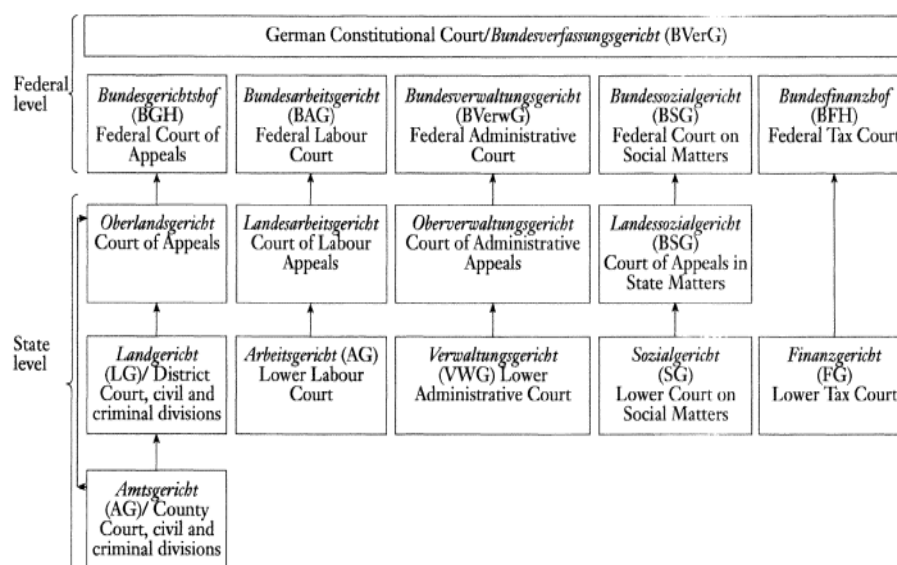 German Constitutional Court/Bundesverfassungsgericht (BVerG)
Federal
level
Bundesgerichtshof
(BGH)
Federal Court of
Appeals
Bundesarbeitsgericht
(BAG)
Federal Labour
Court
Bundesverwaltungsgericht
(BVerwG)
Federal Administrative
Court
Bundessozialgericht
(BSG)
Federal Court on
Social Matters
Bundesfinanzhof
(BFH)
Federal Tax Court
Oberlandsgericht
Court of Appeals
Landesarbeitsgericht
Court of Labour
Appeals
Oberverwaltungsgericht
Court of Administrative
Appeals
Landessozialgericht
(BSG)
Court of Appeals in
State Matters
State
level
Landgericht
(LG)/ District
Court, civil and
criminal divisions
Arbeitsgericht (AG)
Lower Labour
Court
Verwaltungsgericht
(VWG) Lower
Administrative Court
Sozialgericht
(SG)
Lower Court on
Social Matters
Finanzgericht
(FG)
Lower Tax Court
Amtsgericht
(AG)/ County
Court, civil and
criminal divisions